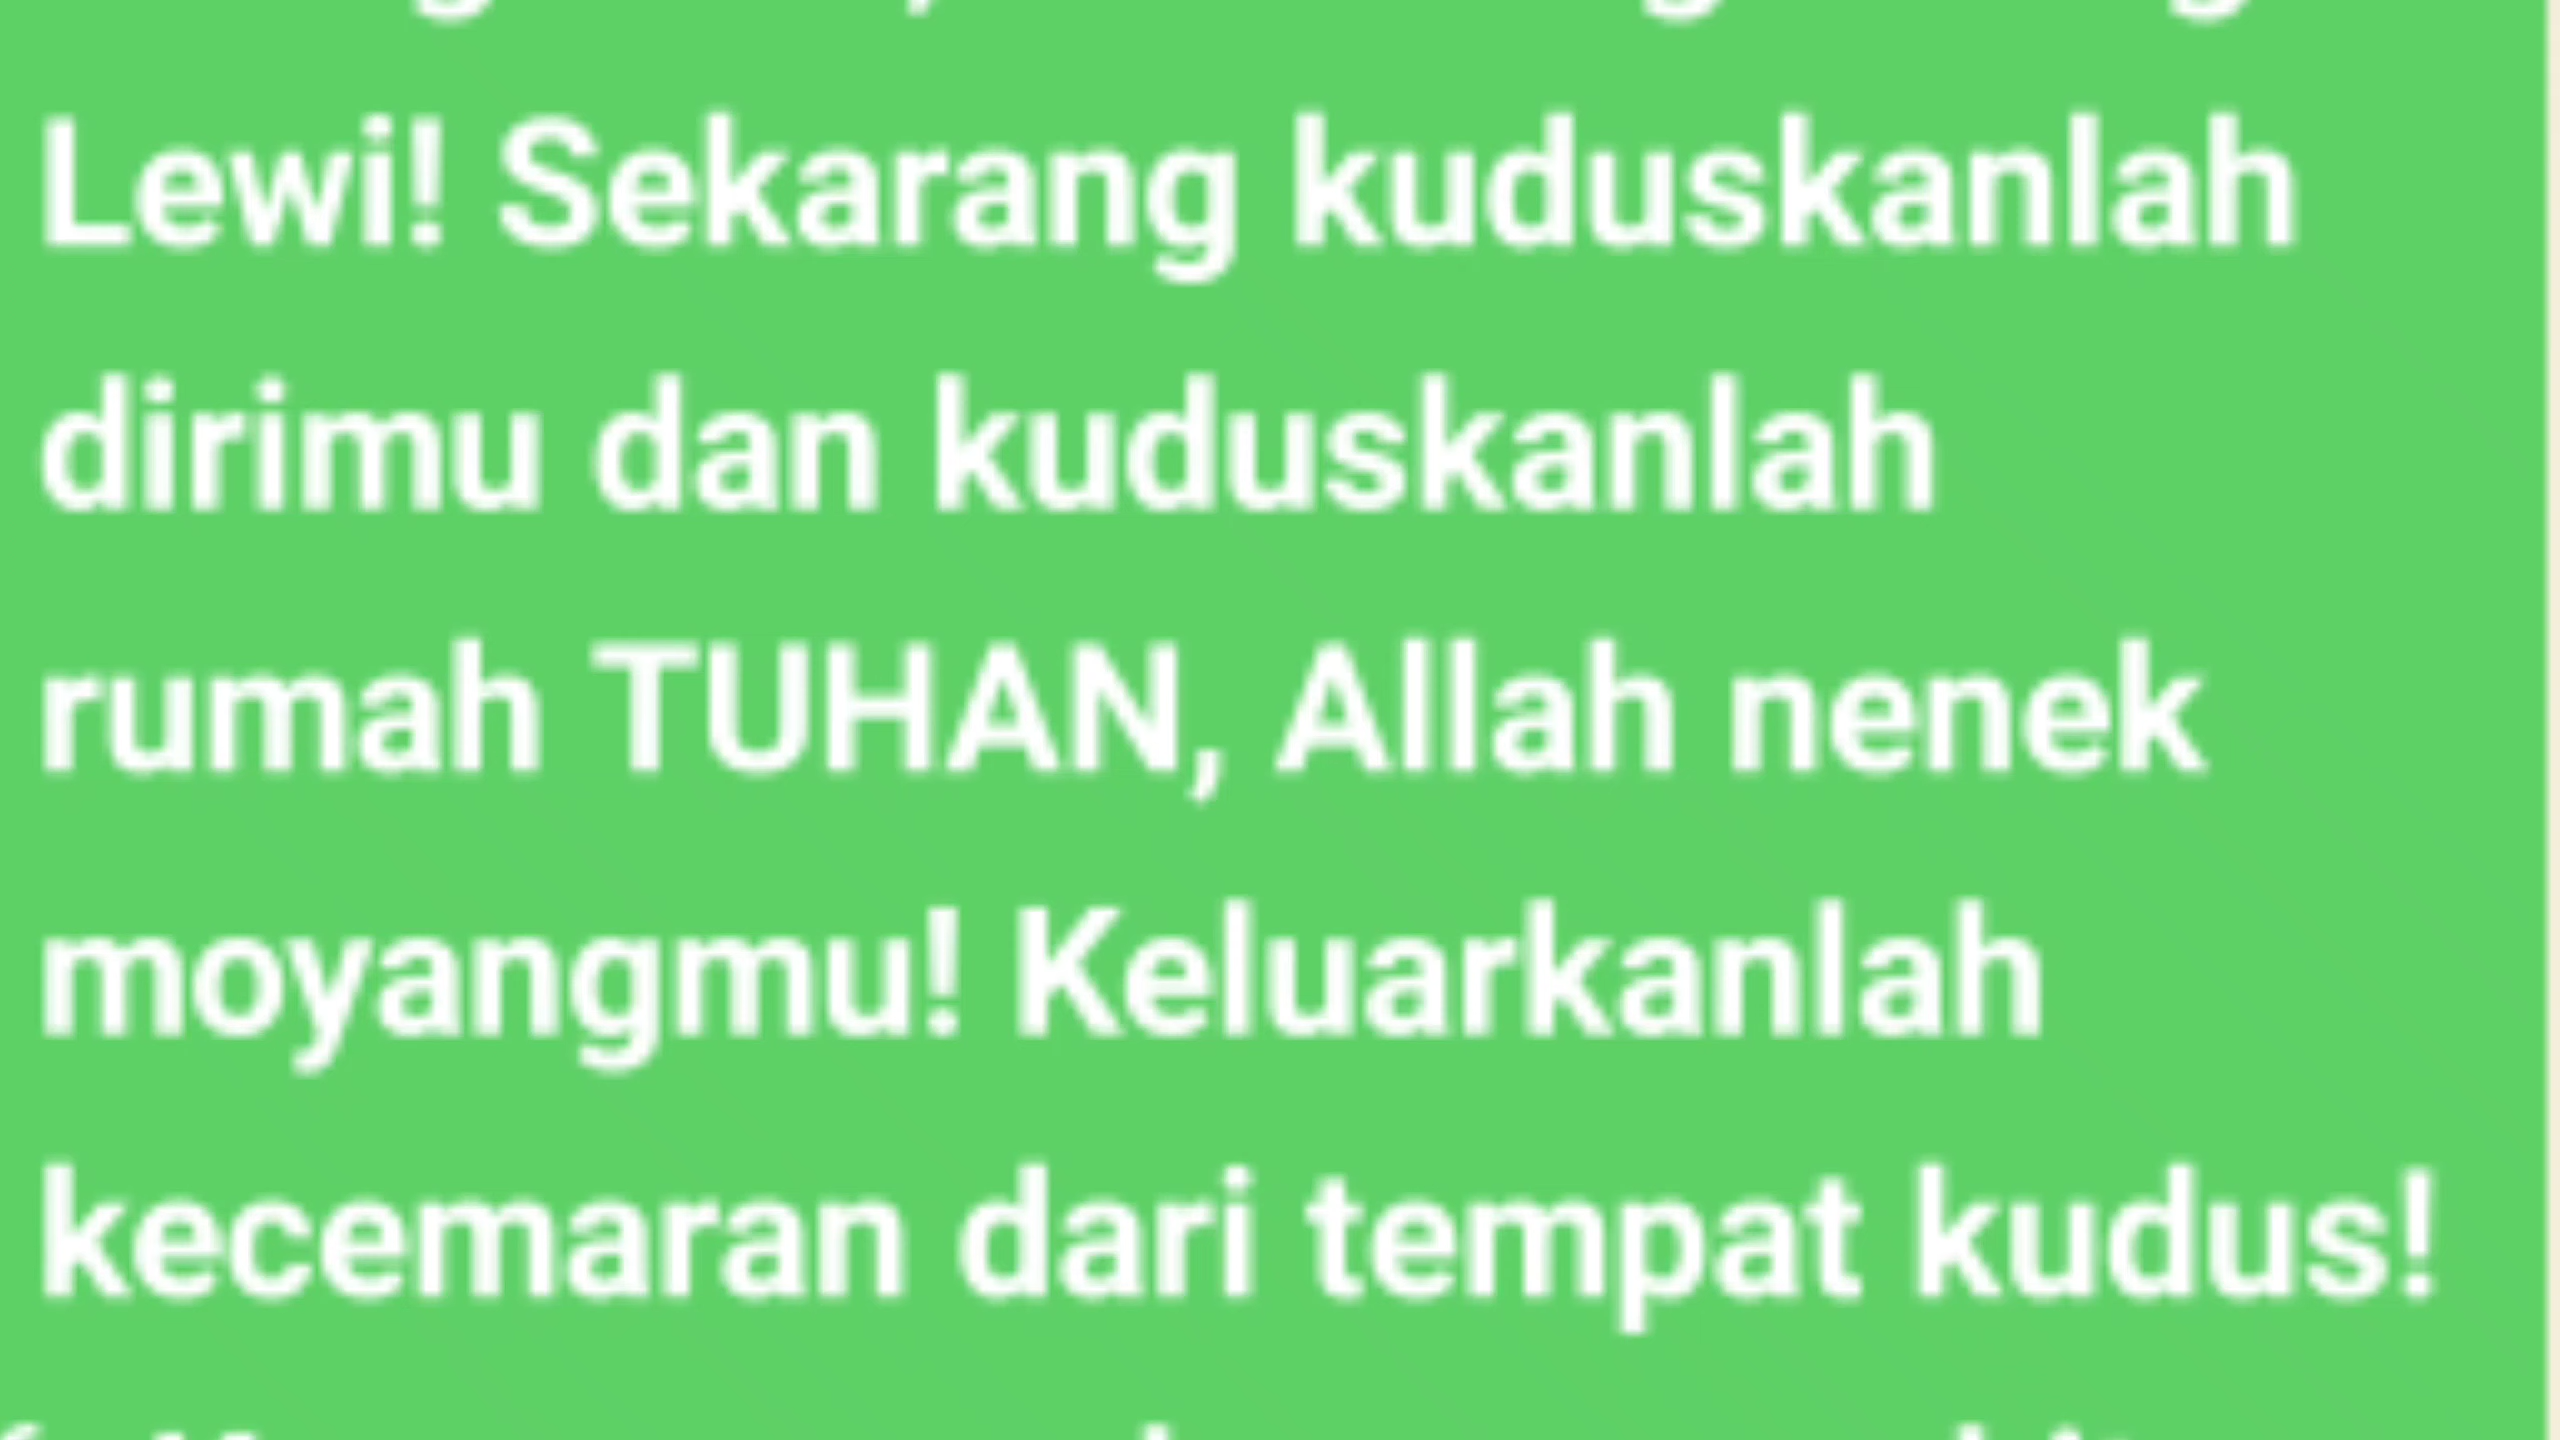 Lewi! Sekarang kuduskanlah
dirimu dan kuduskanlah
rumah TUHAN, Allah nenek
moyangmu! Keluarkanlah
kecemaran dari tempat kudus!